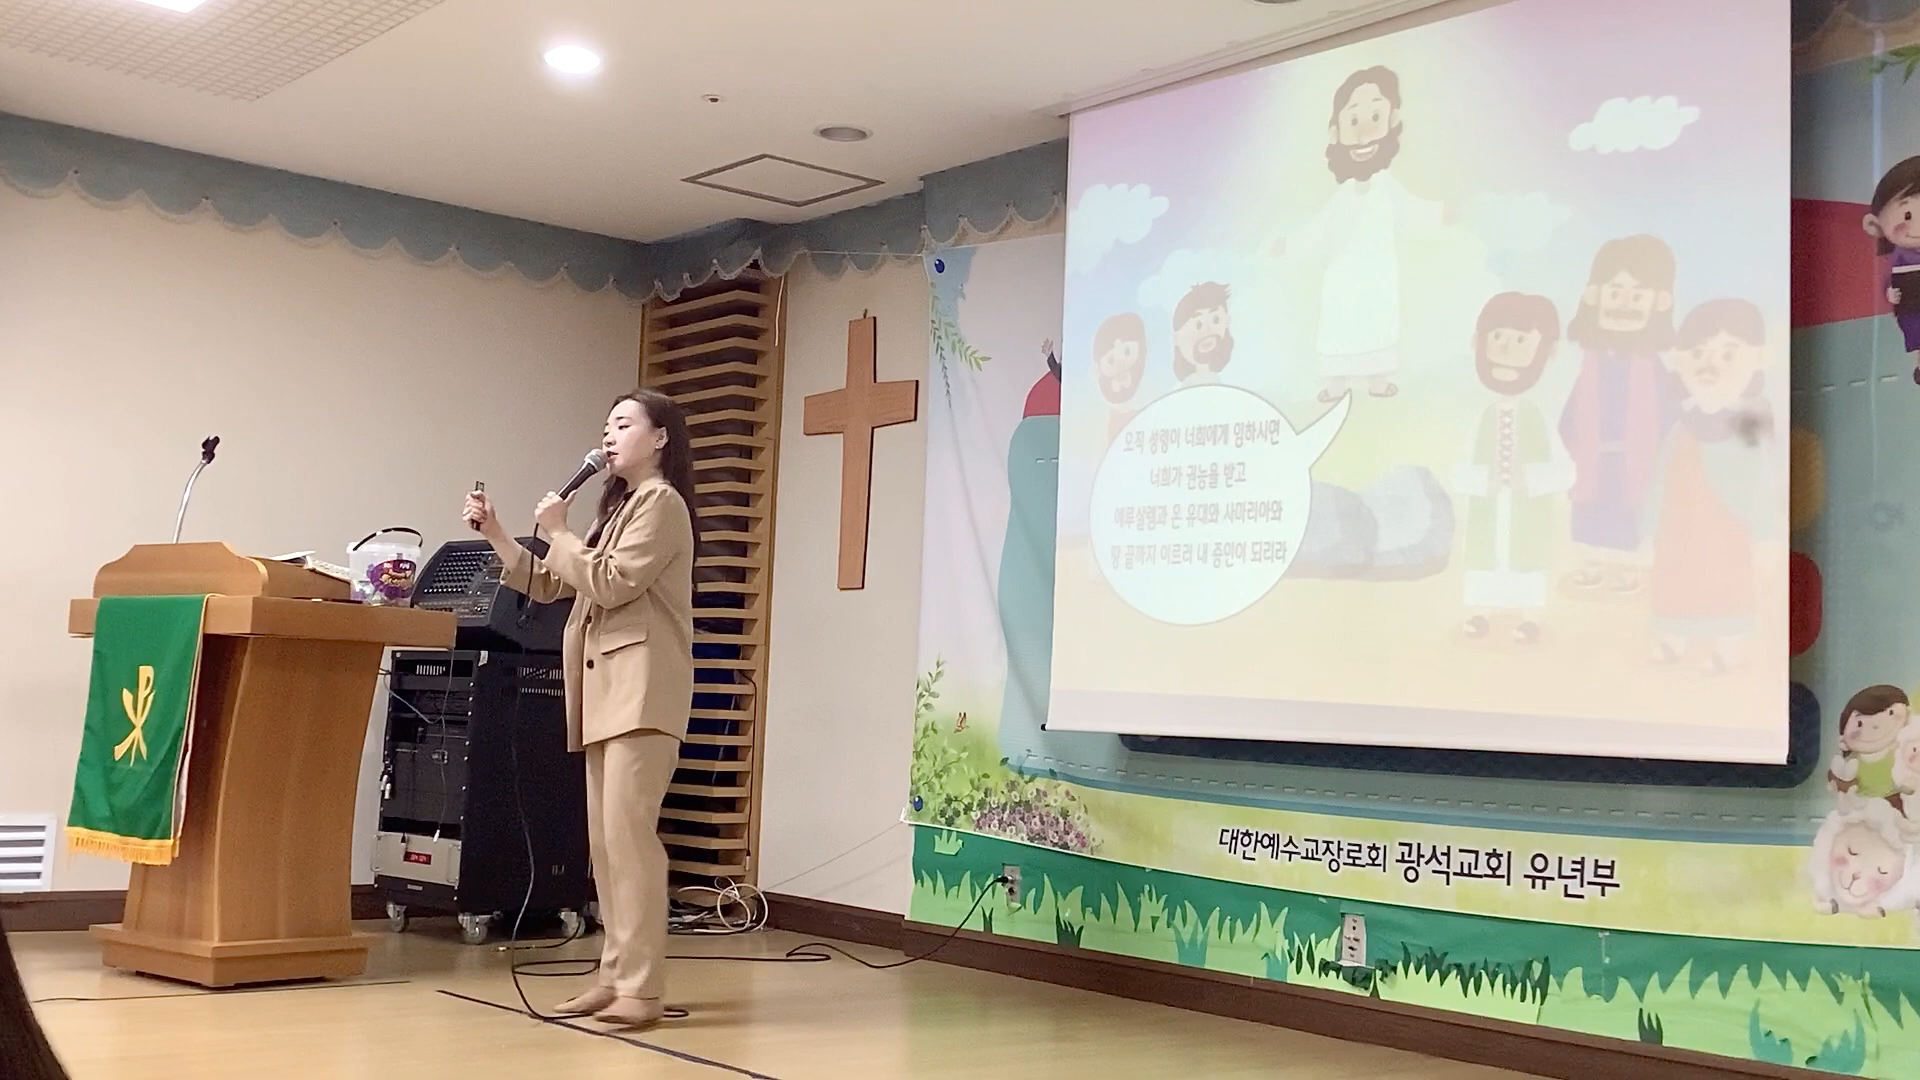 오직 성령이 너희에게 임하시면
너희가 권능을 받고
예루살렘과 온 유대와 사마리아와
땅 끝까지 이르러 내 증인이 되리라
대한예수교장로회 광석교회 유년부